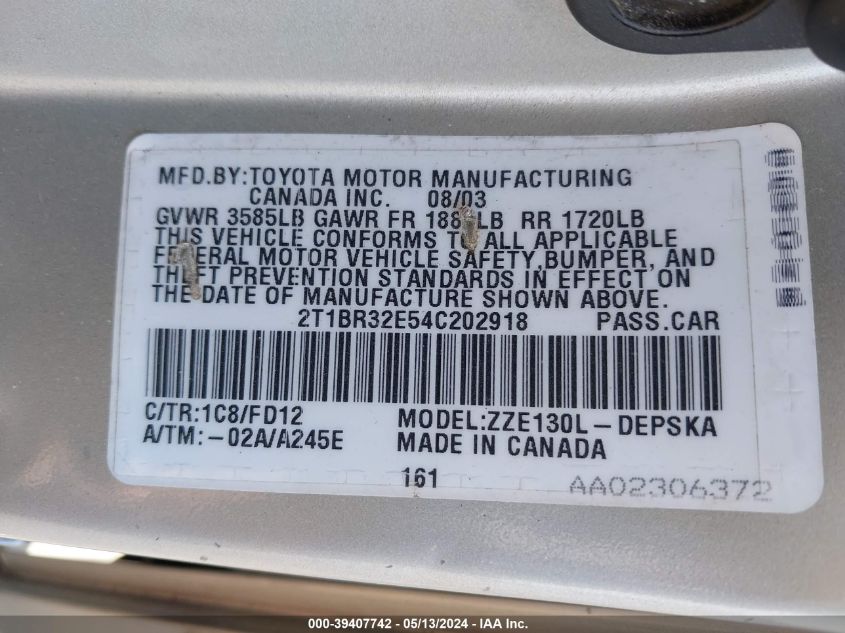 MFD.BY:TOYOTA MOTOR MANUFACTURING
CANADA INC. 08/03
GVWR 3585LB GAWR FR LB RR 1720LB
THIS VEHICLE CONFORMS TO ALL APPLICABLE
FEDERAL MOTOR VEHICLE SAFETY,BUMPER, AND
THEFT PREVENTION STANDARDS IN EFFECT ON
THE DATE OF MANUFACTURE SHOWN ABOVE.
2T1BR32E54C202918 PASS.CAR
C/TR:1C8/FD12 MODEL:ZZE130L-DEPSKA
A/TM:-02A/A245E MADE IN CANADA
161
AA02306372
000-39407742 - 05/13/2024 - IAA Inc.